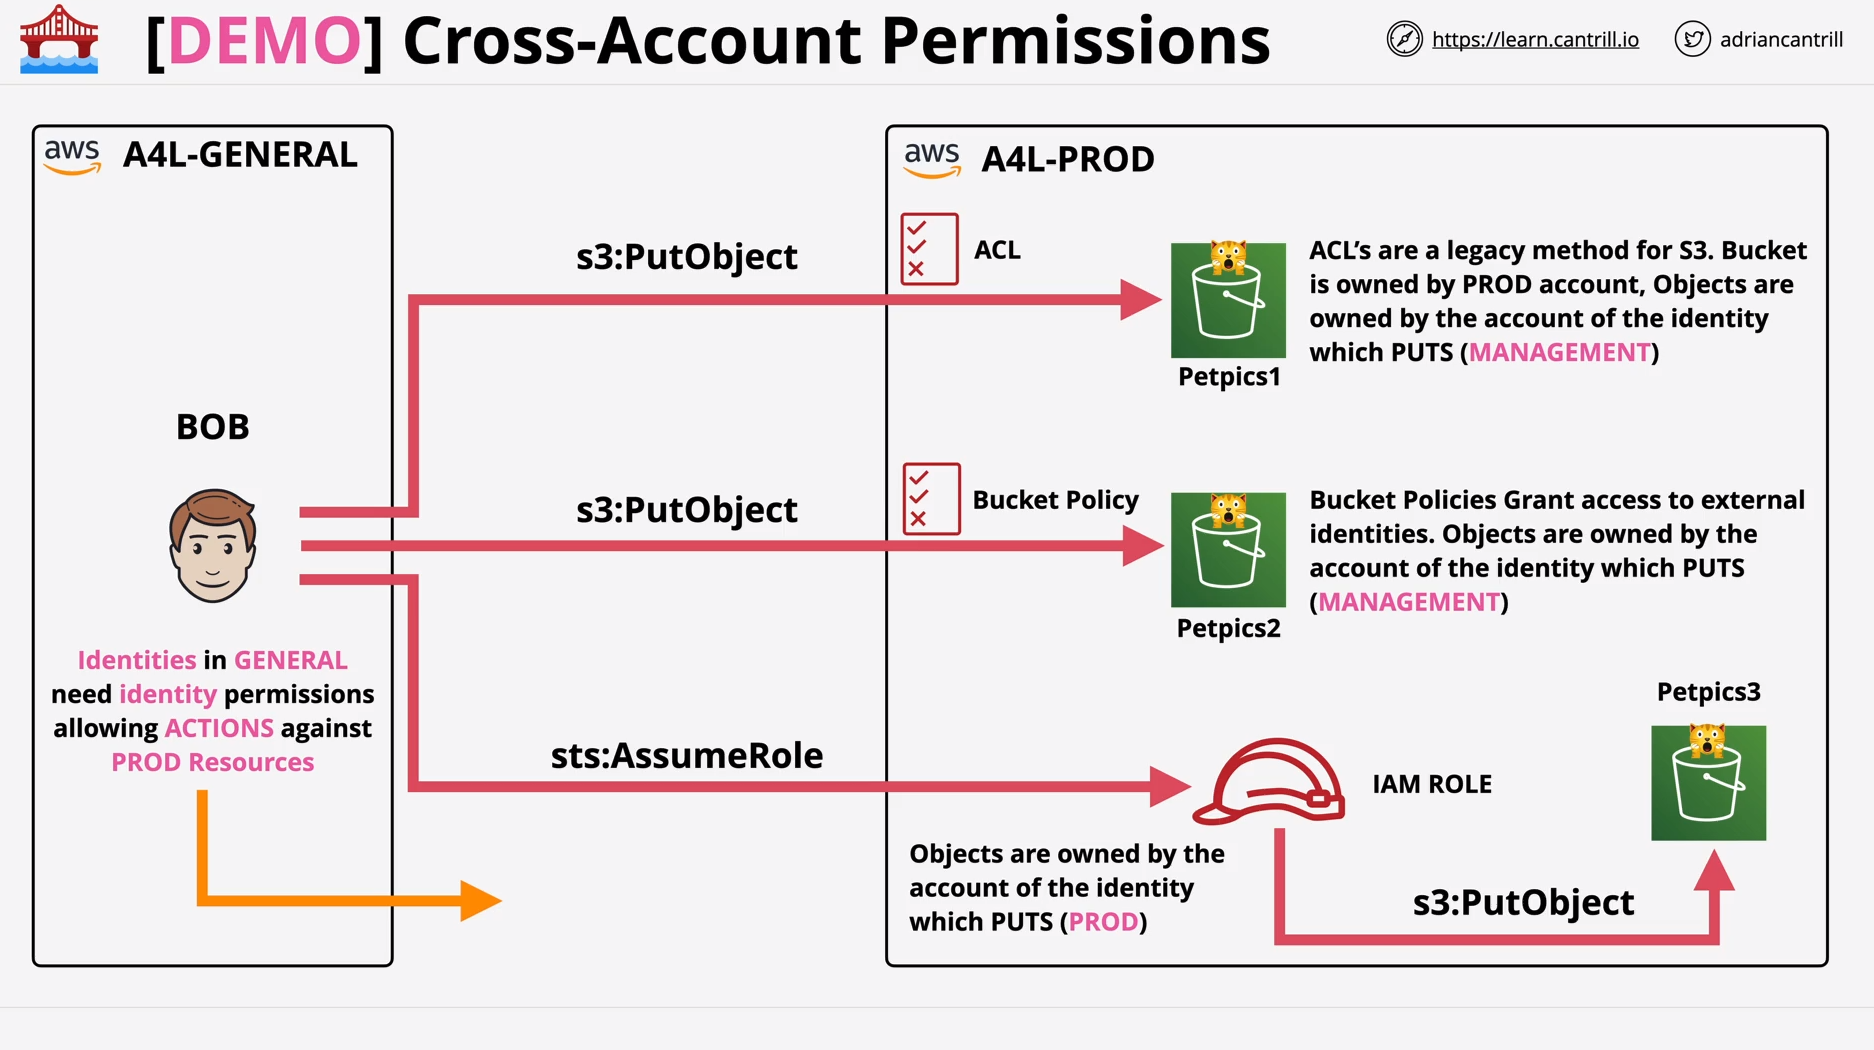 [DEMO] Cross-Account Permissions
https://learn.cantrill.io
adriancantrill
aws
A4L-GENERAL
BOB
Identities in GENERAL
need identity permissions
allowing ACTIONS against
PROD Resources
s3:PutObject
s3:PutObject
sts:AssumeRole
aws
A4L-PROD
ACL
Petpics1
ACL's are a legacy method for S3. Bucket
is owned by PROD account, Objects are
owned by the account of the identity
which PUTS (MANAGEMENT)
Bucket Policy
Petpics2
Bucket Policies Grant access to external
identities. Objects are owned by the
account of the identity which PUTS
(MANAGEMENT)
Petpics3
IAM ROLE
Objects are owned by the
account of the identity
which PUTS (PROD)
s3:PutObject